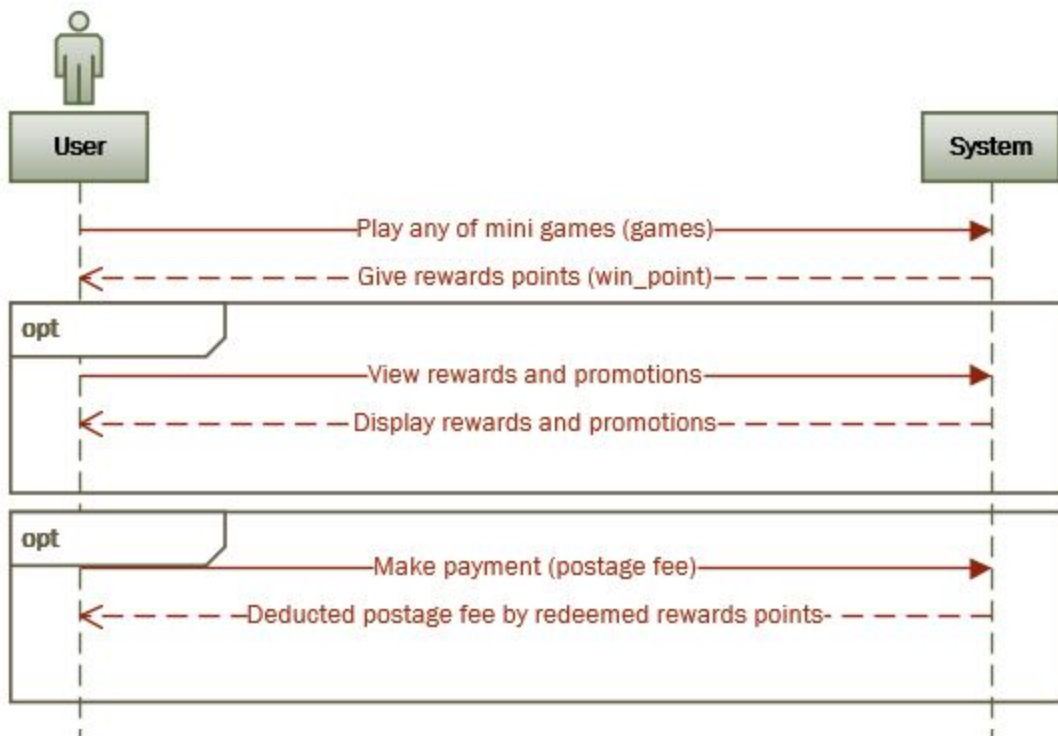 User
System
Play any of mini games (games)
Give rewards points (win_point)
opt
View rewards and promotions
Display rewards and promotions
opt
Make payment (postage fee)
Deducted postage fee by redeemed rewards points